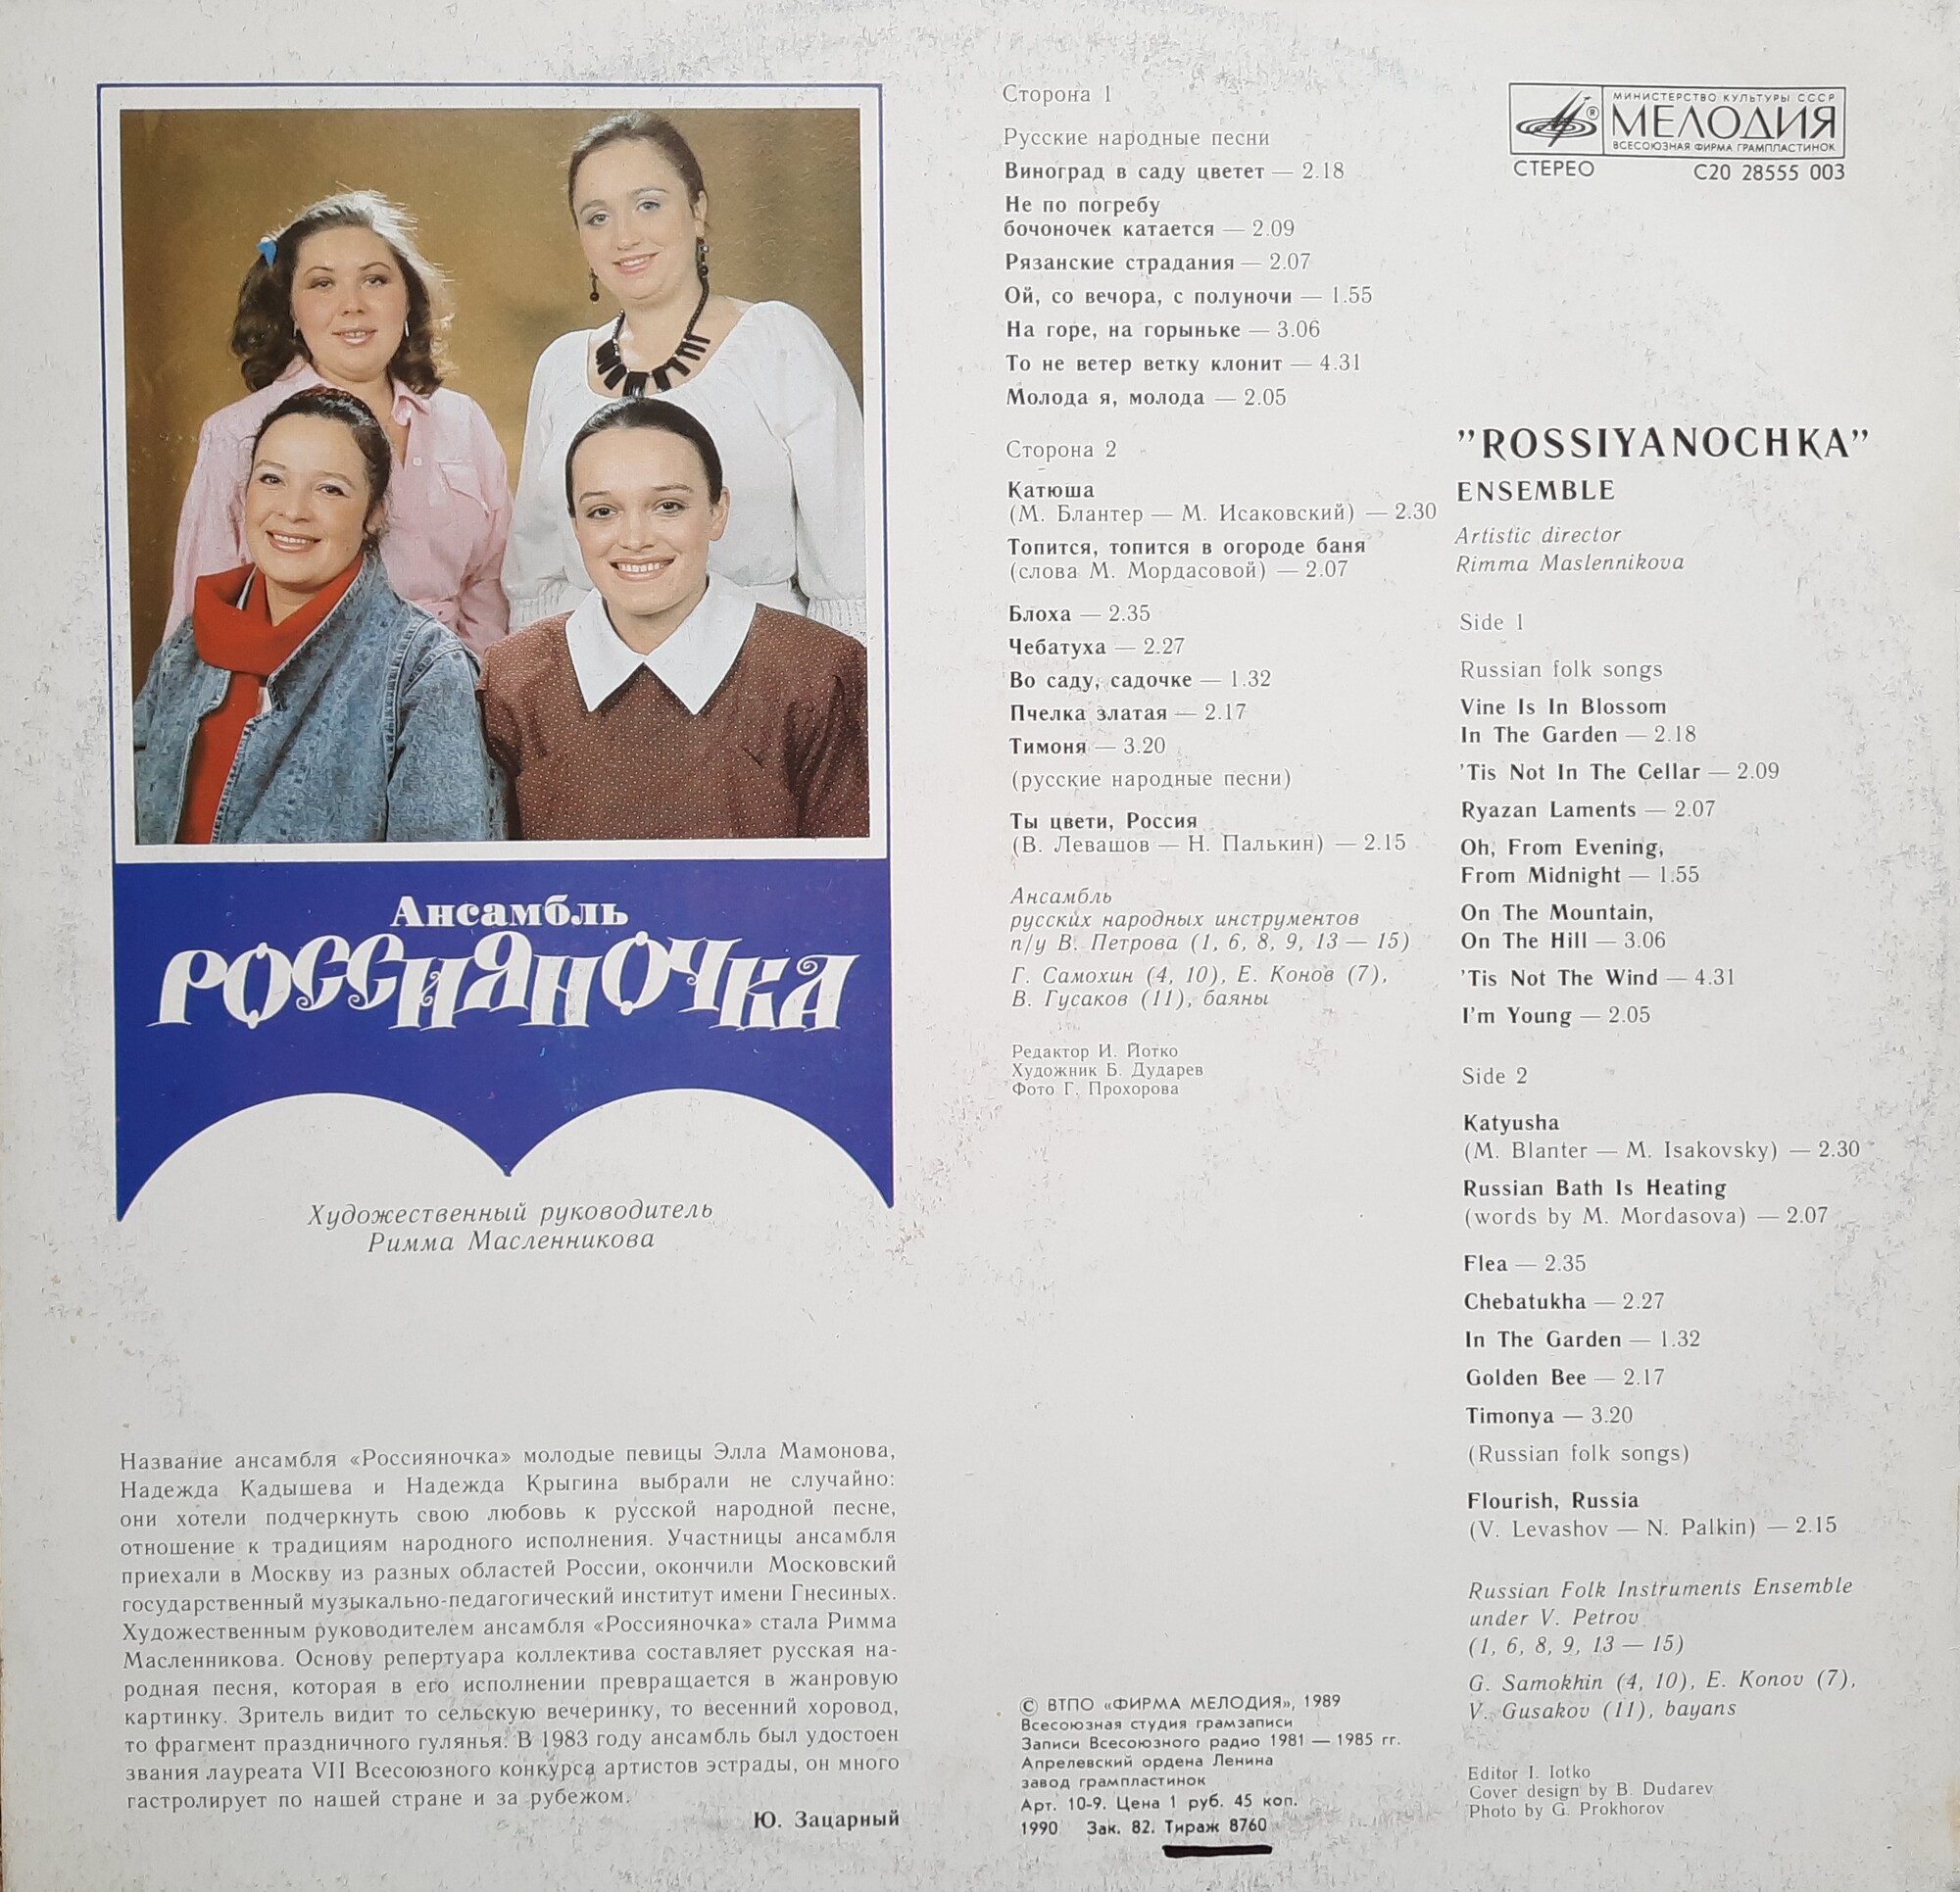 Ансамбль
РОССИЯНОЧКА
Художественный руководитель
Римма Масленникова
Название ансамбля «Россияночка» молодые певицы Элла Мамонова,
Надежда Кадышева и Надежда Крыгина выбрали не случайно:
они хотели подчеркнуть свою любовь к русской народной песне,
отношение к традициям народного исполнения. Участницы ансамбля
приехали в Москву из разных областей России, окончили Московский
государственный музыкально-педагогический институт имени Гнесиных.
Художественным руководителем ансамбля «Россияночка» стала Римма
Масленникова. Основу репертуара коллектива составляет русская на-
родная песня, которая в его исполнении превращается в жанровую
картинку. Зритель видит то сельскую вечеринку, то весенний хоровод,
то фрагмент праздничного гулянья. В 1983 году ансамбль был удостоен
звания лауреата VII Всесоюзного конкурса артистов эстрады, он много
гастролирует по нашей стране и за рубежом.
Ю. Зацарный
Сторона 1
Русские народные песни
Виноград в саду цветет — 2.18
Не по погребу
бочоночек катается — 2.09
Рязанские страдания — 2.07
Ой, со вечора, с полуночи — 1.55
На горе, на горыньке — 3.06
То не ветер ветку клонит — 4.31
Молода я, молода — 2.05
Сторона 2
Катюша
(М. Блантер — М. Исаковский) — 2.30
Топится, топится в огороде баня
(слова М. Мордасовой) — 2.07
Блоха — 2.35
Чебатуха — 2.27
Во саду, садочке — 1.32
Пчелка златая — 2.17
Тимоня — 3.20
(русские народные песни)
Ты цвети, Россия
(В. Левашов — Н. Палькин) — 2.15
Ансамбль
русских народных инструментов
п/у В. Петрова (1, 6, 8, 9, 13 — 15)
Г. Самохин (4, 10), Е. Конов (7),
В. Гусаков (11), баяны
Редактор И. Йотко
Художник Б. Дударев
Фото Г. Прохорова
© ВТПО «ФИРМА МЕЛОДИЯ», 1989
Всесоюзная студия грамзаписи
Записи Всесоюзного радио 1981 — 1985 гг.
Апрелевский ордена Ленина
завод грампластинок
Арт. 10-9. Цена 1 руб. 45 коп.
1990 Зак. 82. Тираж 8760
МИНИСТЕРСТВО КУЛЬТУРЫ СССР
®
МЕЛОДИЯ
ВСЕСОЮЗНАЯ ФИРМА ГРАМПЛАСТИНОК
СТЕРЕО С20 28555 003
”ROSSIYANOCHKA”
ENSEMBLE
Artistic director
Rimma Maslennikova
Side 1
Russian folk songs
Vine Is In Blossom
In The Garden — 2.18
'Tis Not In The Cellar — 2.09
Ryazan Laments — 2.07
Oh, From Evening,
From Midnight — 1.55
On The Mountain,
On The Hill — 3.06
'Tis Not The Wind — 4.31
I'm Young — 2.05
Side 2
Katyusha
(M. Blanter — M. Isakovsky) — 2.30
Russian Bath Is Heating
(words by M. Mordasova) — 2.07
Flea — 2.35
Chebatukha — 2.27
In The Garden — 1.32
Golden Bee — 2.17
Timonya — 3.20
(Russian folk songs)
Flourish, Russia
(V. Levashov — N. Palkin) — 2.15
Russian Folk Instruments Ensemble
under V. Petrov
(1, 6, 8, 9, 13 — 15)
G. Samokhin (4, 10), E. Konov (7),
V. Gusakov (11), bayans
Editor I. Iotko
Cover design by B. Dudarev
Photo by G. Prokhorov